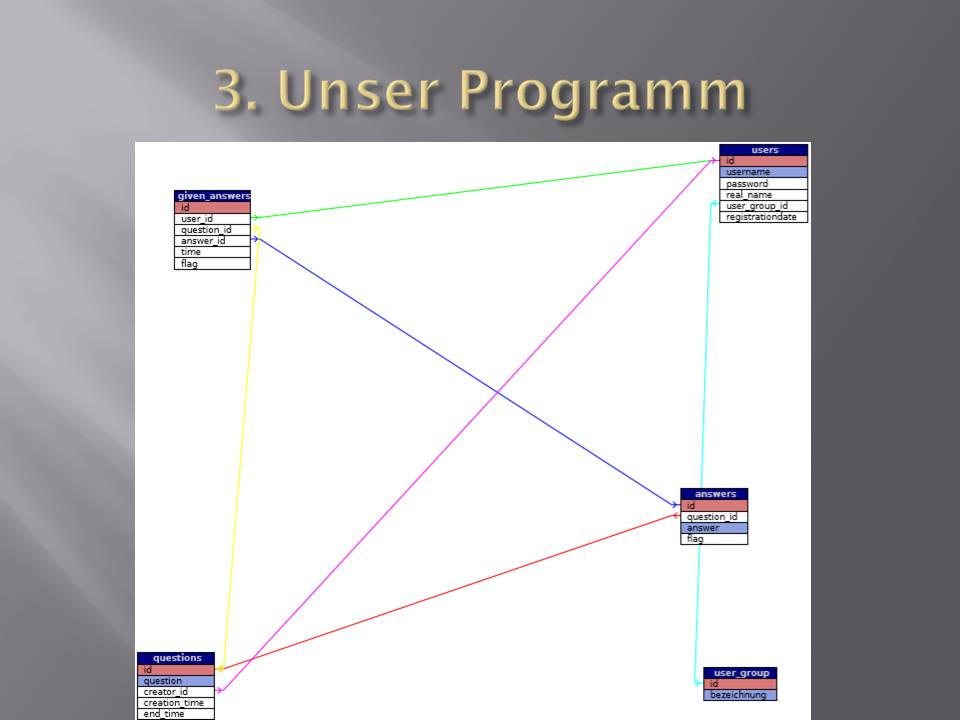 3. Unser Programm
users
id
username
password
real_name
user_group_id
registrationdate
given_answers
id
user_id
question_id
answer_id
time
flag
answers
id
question_id
answer
flag
questions
id
question
creator_id
creation_time
end_time
user_group
id
bezeichnung